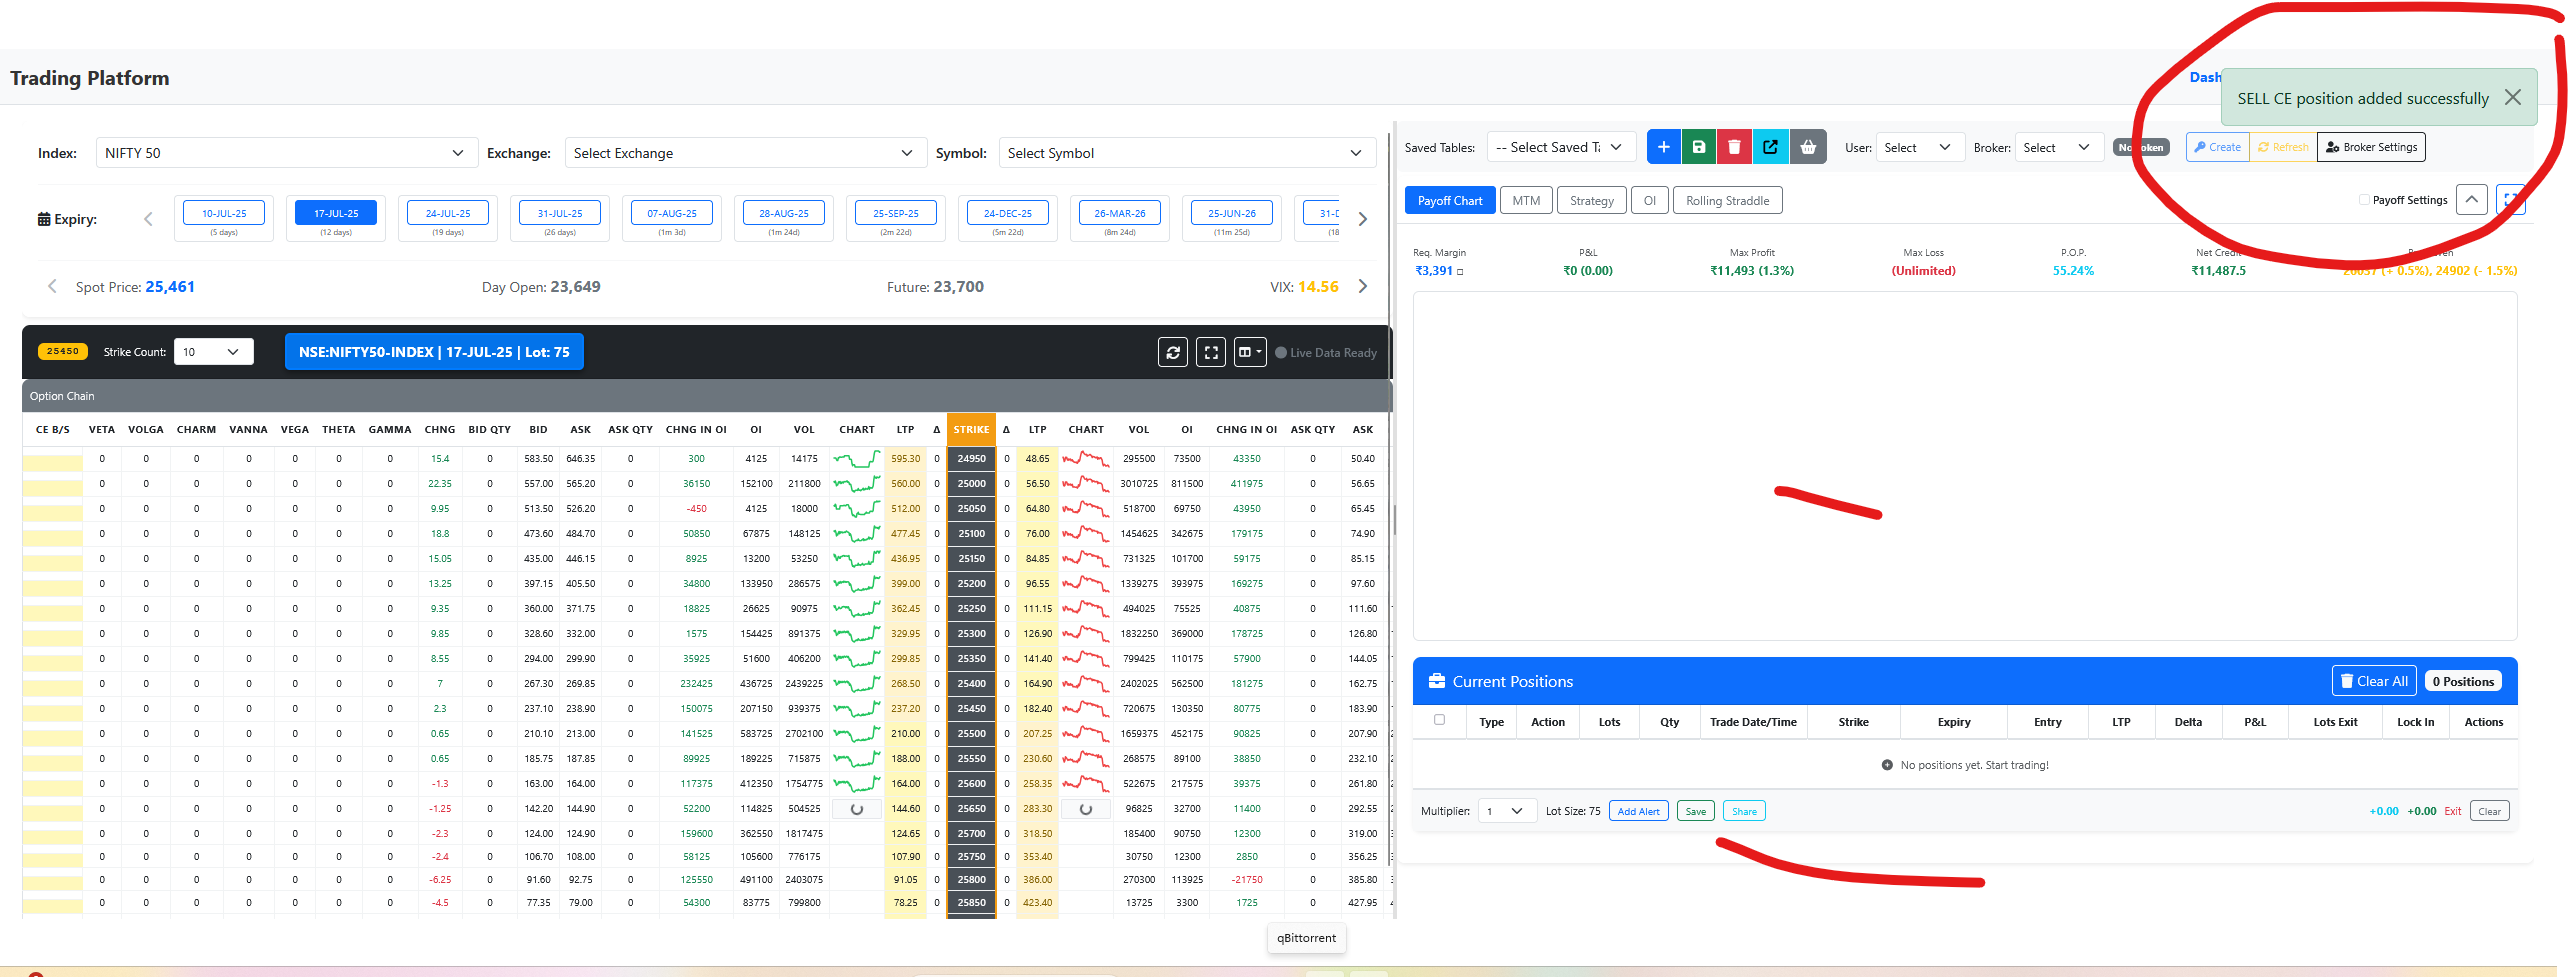 Trading Platform
Dash
SELL CE position added successfully
Index: NIFTY 50 Exchange: Select Exchange Symbol: Select Symbol
Saved Tables: -- Select Saved Ta User: Select Broker: Select No Token Create Refresh Broker Settings
Expiry: 10-JUL-25 17-JUL-25 24-JUL-25 31-JUL-25 07-AUG-25 28-AUG-25 25-SEP-25 24-DEC-25 26-MAR-26 25-JUN-26 31-D
(5 days) (12 days) (19 days) (26 days) (1m 3d) (1m 24d) (2m 22d) (5m 22d) (8m 24d) (11m 25d) (18
Payoff Chart MTM Strategy OI Rolling Straddle Payoff Settings
Spot Price: 25,461 Day Open: 23,649 Future: 23,700 VIX: 14.56
Req. Margin P&L Max Profit Max Loss P.O.P. Net Credit
₹3,391 ₹0 (0.00) ₹11,493 (1.3%) (Unlimited) 55.24% ₹11,487.5 (+ 0.5%), 24902 (- 1.5%)
25450 Strike Count: 10 NSE:NIFTY50-INDEX | 17-JUL-25 | Lot: 75 Live Data Ready
Option Chain
CE B/S VETA VOLGA CHARM VANNA VEGA THETA GAMMA CHNG BID QTY BID ASK ASK QTY CHNG IN OI OI VOL CHART LTP Δ STRIKE Δ LTP CHART VOL OI CHNG IN OI ASK QTY ASK
0 0 0 0 0 0 0 15.4 0 583.50 646.35 0 300 4125 14175 595.30 0 24950 0 48.65 295500 73500 43350 0 50.40
0 0 0 0 0 0 0 22.35 0 557.00 565.20 0 36150 152100 211800 560.00 0 25000 0 56.50 3010725 811500 411975 0 56.65
0 0 0 0 0 0 0 9.95 0 513.50 526.20 0 -450 4125 18000 512.00 0 25050 0 64.80 518700 69750 43950 0 65.45
0 0 0 0 0 0 0 18.8 0 473.60 484.70 0 50850 67875 148125 477.45 0 25100 0 76.00 1454625 342675 179175 0 74.90
0 0 0 0 0 0 0 15.05 0 435.00 446.15 0 8925 13200 53250 436.95 0 25150 0 84.85 731325 101700 59175 0 85.15
0 0 0 0 0 0 0 13.25 0 397.15 405.50 0 34800 133950 286575 399.00 0 25200 0 96.55 1339275 393975 169275 0 97.60
0 0 0 0 0 0 0 9.35 0 360.00 371.75 0 18825 26625 90975 362.45 0 25250 0 111.15 494025 75525 40875 0 111.60
0 0 0 0 0 0 0 9.85 0 328.60 332.00 0 1575 154425 891375 329.95 0 25300 0 126.90 1832250 369000 178725 0 126.80
0 0 0 0 0 0 0 8.55 0 294.00 299.90 0 35925 51600 406200 299.85 0 25350 0 141.40 799425 110175 57900 0 144.05
0 0 0 0 0 0 0 7 0 267.30 269.85 0 232425 436725 2439225 268.50 0 25400 0 164.90 2402025 562500 181275 0 162.75
0 0 0 0 0 0 0 2.3 0 237.10 238.90 0 150075 207150 939375 237.20 0 25450 0 182.40 720675 130350 80775 0 183.90
0 0 0 0 0 0 0 0.65 0 210.10 213.00 0 141525 583725 2702100 210.00 0 25500 0 207.25 1659375 452175 90825 0 207.90
0 0 0 0 0 0 0 0.65 0 185.75 187.85 0 89925 189225 715875 188.00 0 25550 0 230.60 268575 89100 38850 0 232.10
0 0 0 0 0 0 0 -1.3 0 163.00 164.00 0 117375 412350 1754775 164.00 0 25600 0 258.35 522675 217575 39375 0 261.80
0 0 0 0 0 0 0 -1.25 0 142.20 144.90 0 52200 114825 504525 144.60 0 25650 0 283.30 96825 32700 11400 0 292.55
0 0 0 0 0 0 0 -2.3 0 124.00 124.90 0 159600 362550 1817475 124.65 0 25700 0 318.50 185400 90750 12300 0 319.00
0 0 0 0 0 0 0 -2.4 0 106.70 108.00 0 58125 105600 776175 107.90 0 25750 0 353.40 30750 12300 2850 0 356.25
0 0 0 0 0 0 0 -6.25 0 91.60 92.75 0 125550 491100 2403075 91.05 0 25800 0 386.00 270300 113925 -21750 0 385.80
0 0 0 0 0 0 0 -4.5 0 77.35 79.00 0 54300 83775 799800 78.25 0 25850 0 423.40 13725 3300 1725 0 427.95
Current Positions Clear All 0 Positions
Type Action Lots Qty Trade Date/Time Strike Expiry Entry LTP Delta P&L Lots Exit Lock In Actions
No positions yet. Start trading!
Multiplier: 1 Lot Size: 75 Add Alert Save Share +0.00 +0.00 Exit Clear
qBittorrent